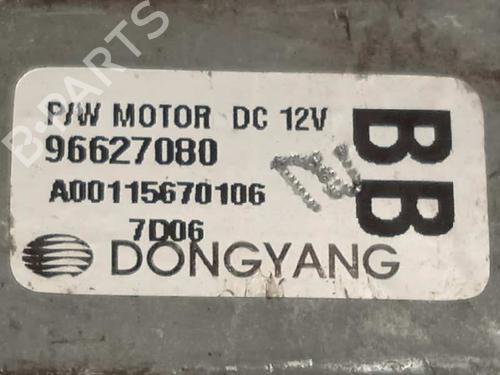 B-PARTS
P/W MOTOR DC 12V
96627080
A00115670106
7D06
DONGYANG
BB